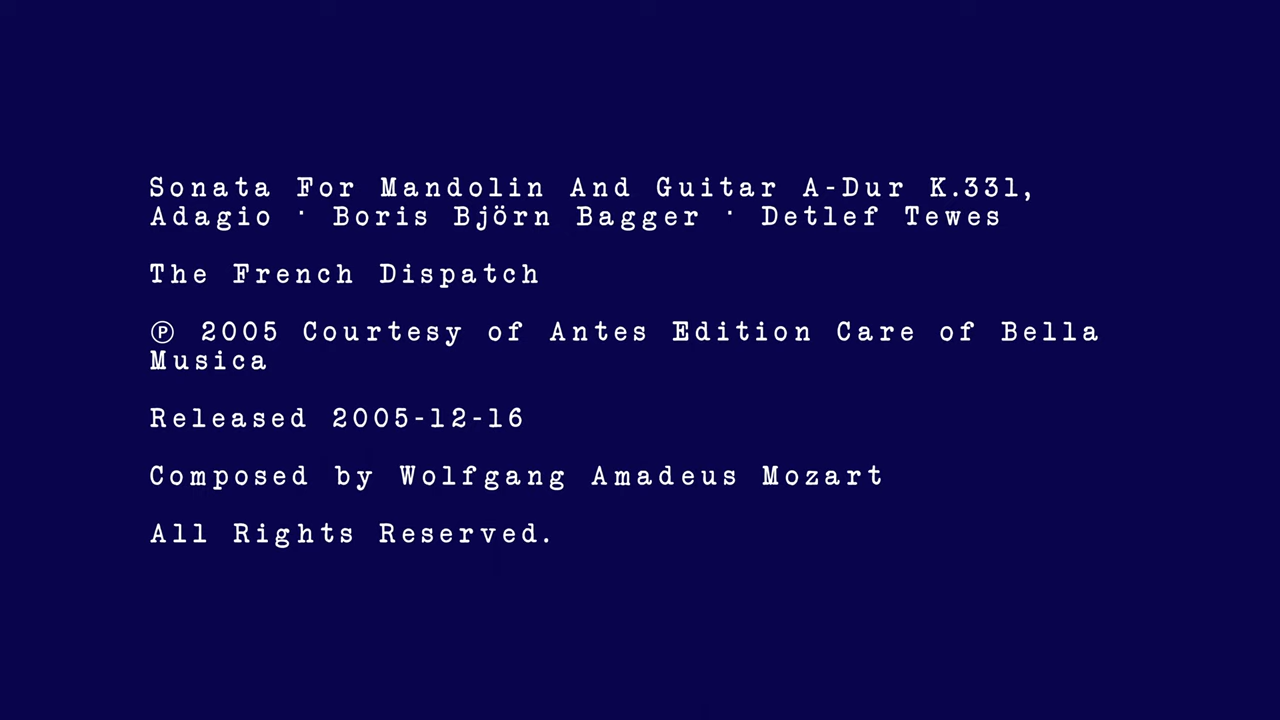 Sonata For Mandolin And Guitar A-Dur K.331,
Adagio · Boris Björn Bagger · Detlef Tewes
The French Dispatch
℗ 2005 Courtesy of Antes Edition Care of Bella
Musica
Released 2005-12-16
Composed by Wolfgang Amadeus Mozart
All Rights Reserved.